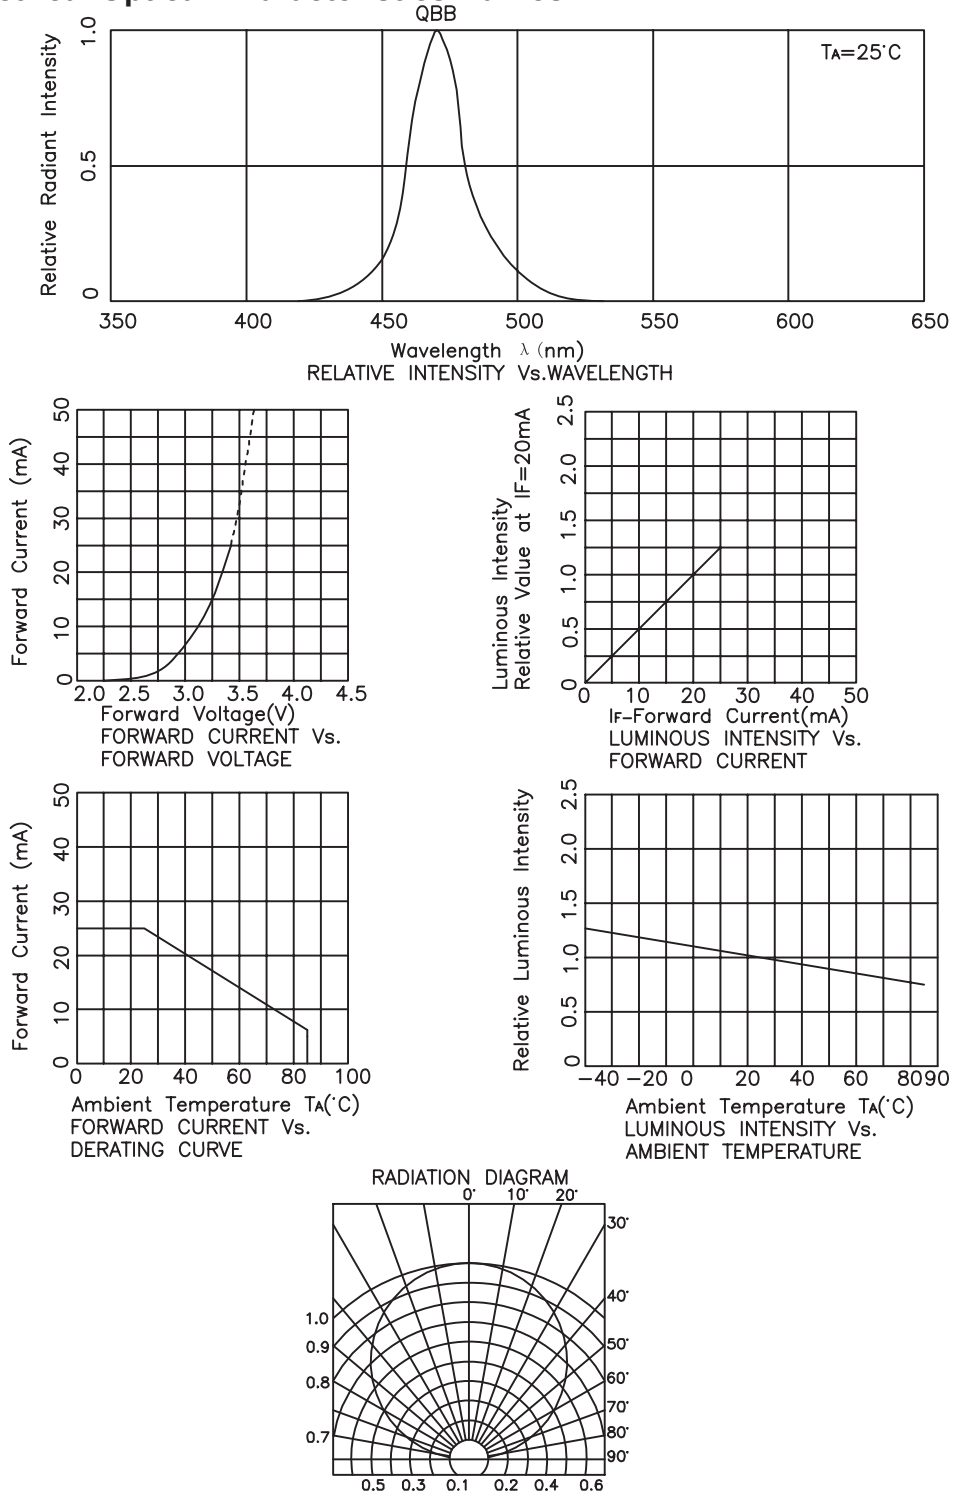 QBB
TA=25°C
Relative Radiant Intensity
1.0
0.5
0
350 400 450 500 550 600 650
Wavelength λ (nm)
RELATIVE INTENSITY Vs.WAVELENGTH
Forward Current (mA)
50
40
30
20
10
0
2.0 2.5 3.0 3.5 4.0 4.5
Forward Voltage(V)
FORWARD CURRENT Vs.
FORWARD VOLTAGE
Luminous Intensity
Relative Value at IF=20mA
2.5
2.0
1.5
1.0
0.5
0
0 10 20 30 40 50
IF-Forward Current(mA)
LUMINOUS INTENSITY Vs.
FORWARD CURRENT
Forward Current (mA)
50
40
30
20
10
0
0 20 40 60 80 100
Ambient Temperature TA(°C)
FORWARD CURRENT Vs.
DERATING CURVE
Relative Luminous Intensity
2.5
2.0
1.5
1.0
0.5
0
-40 -20 0 20 40 60 80 90
Ambient Temperature TA(°C)
LUMINOUS INTENSITY Vs.
AMBIENT TEMPERATURE
RADIATION DIAGRAM
0° 10° 20°
30°
40°
50°
60°
70°
80°
90°
1.0
0.9
0.8
0.7
0.5 0.3 0.1 0.2 0.4 0.6